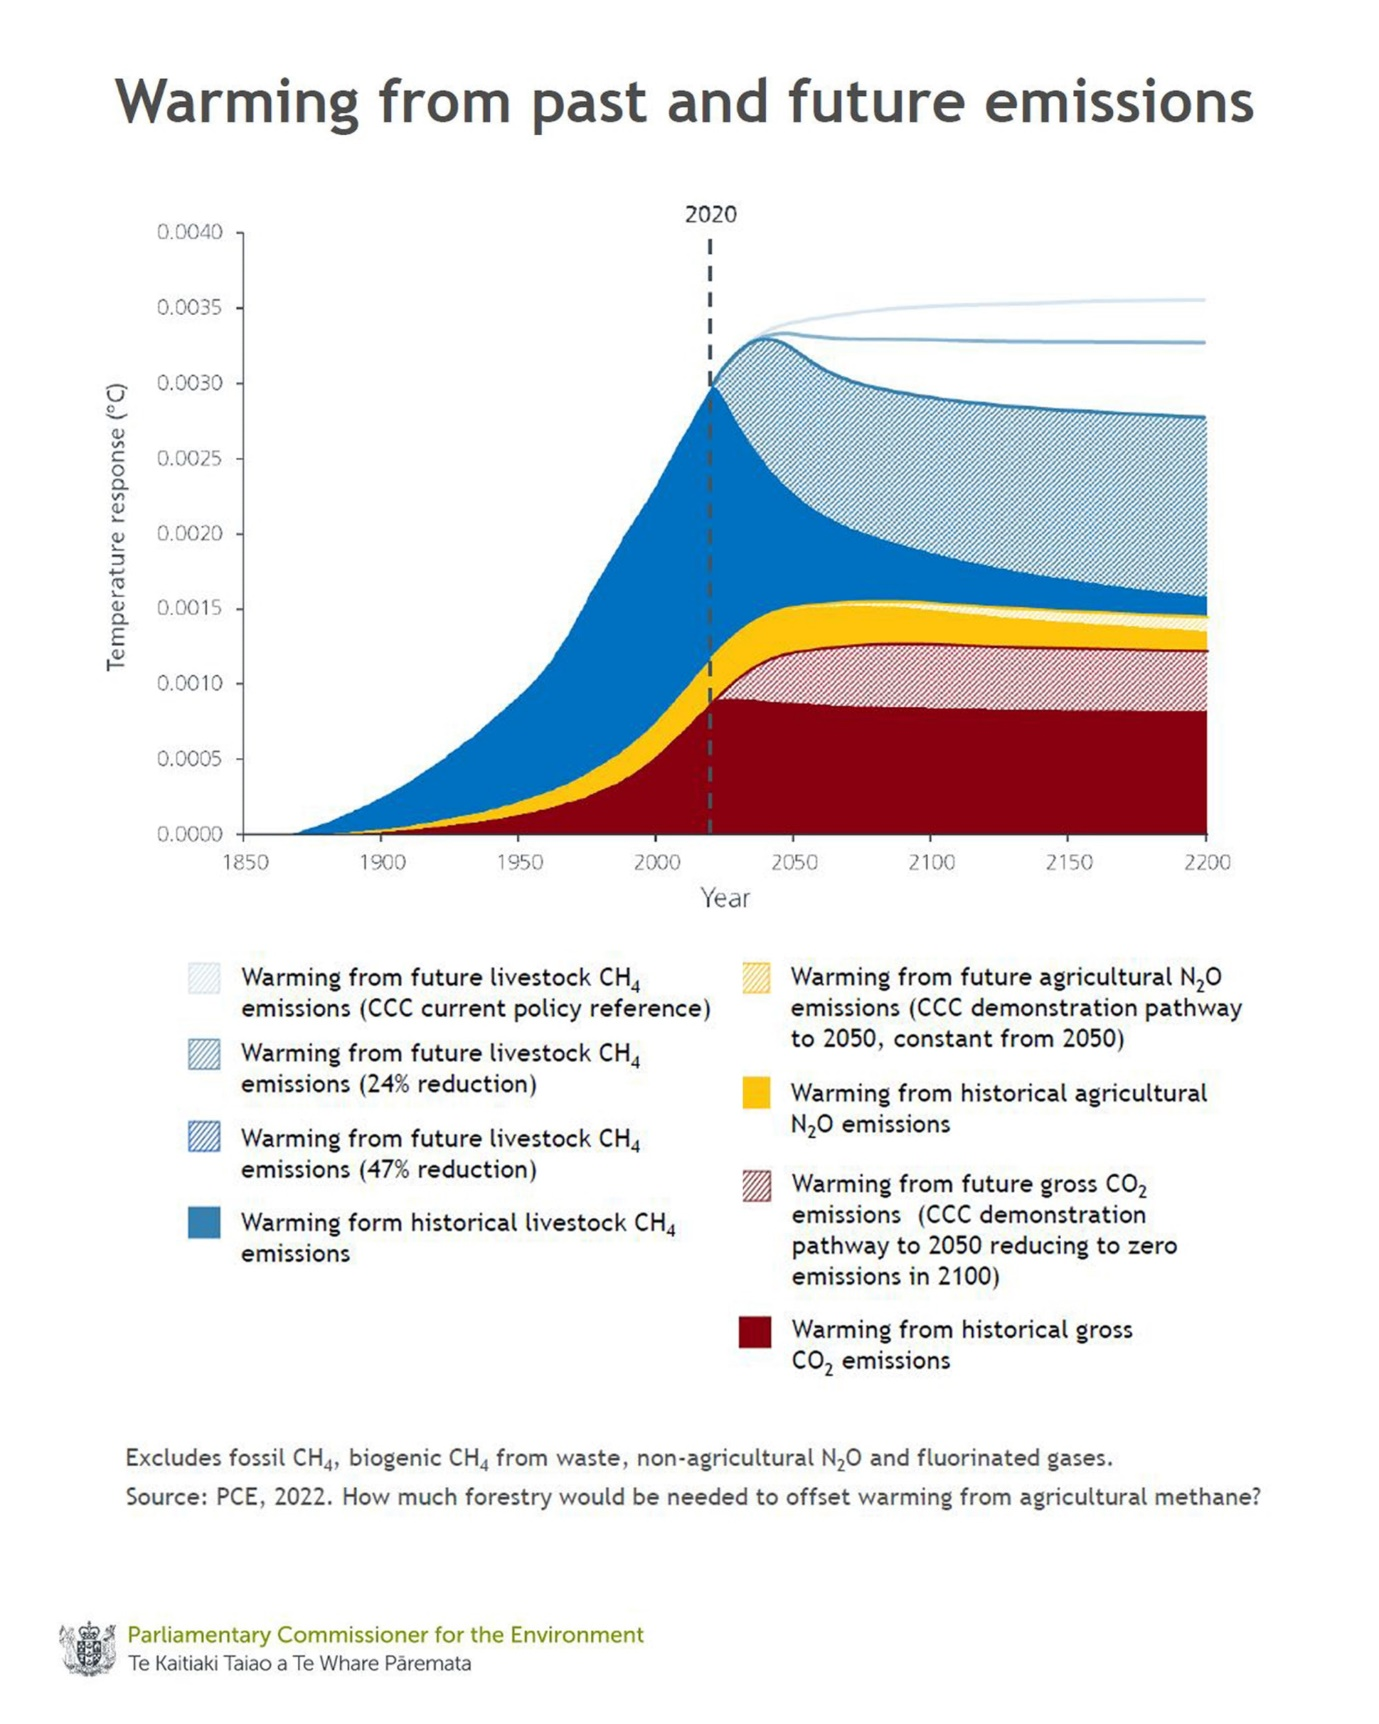 Warming from past and future emissions
2020
0.0040
0.0035
0.0030
0.0025
0.0020
0.0015
0.0010
0.0005
0.0000
Temperature response (°C)
1850 1900 1950 2000 2050 2100 2150 2200
Year
Warming from future livestock CH₄
emissions (CCC current policy reference)
Warming from future livestock CH₄
emissions (24% reduction)
Warming from future livestock CH₄
emissions (47% reduction)
Warming form historical livestock CH₄
emissions
Warming from future agricultural N₂O
emissions (CCC demonstration pathway
to 2050, constant from 2050)
Warming from historical agricultural
N₂O emissions
Warming from future gross CO₂
emissions (CCC demonstration
pathway to 2050 reducing to zero
emissions in 2100)
Warming from historical gross
CO₂ emissions
Excludes fossil CH₄, biogenic CH₄ from waste, non-agricultural N₂O and fluorinated gases.
Source: PCE, 2022. How much forestry would be needed to offset warming from agricultural methane?
Parliamentary Commissioner for the Environment
Te Kaitiaki Taiao a Te Whare Pāremata